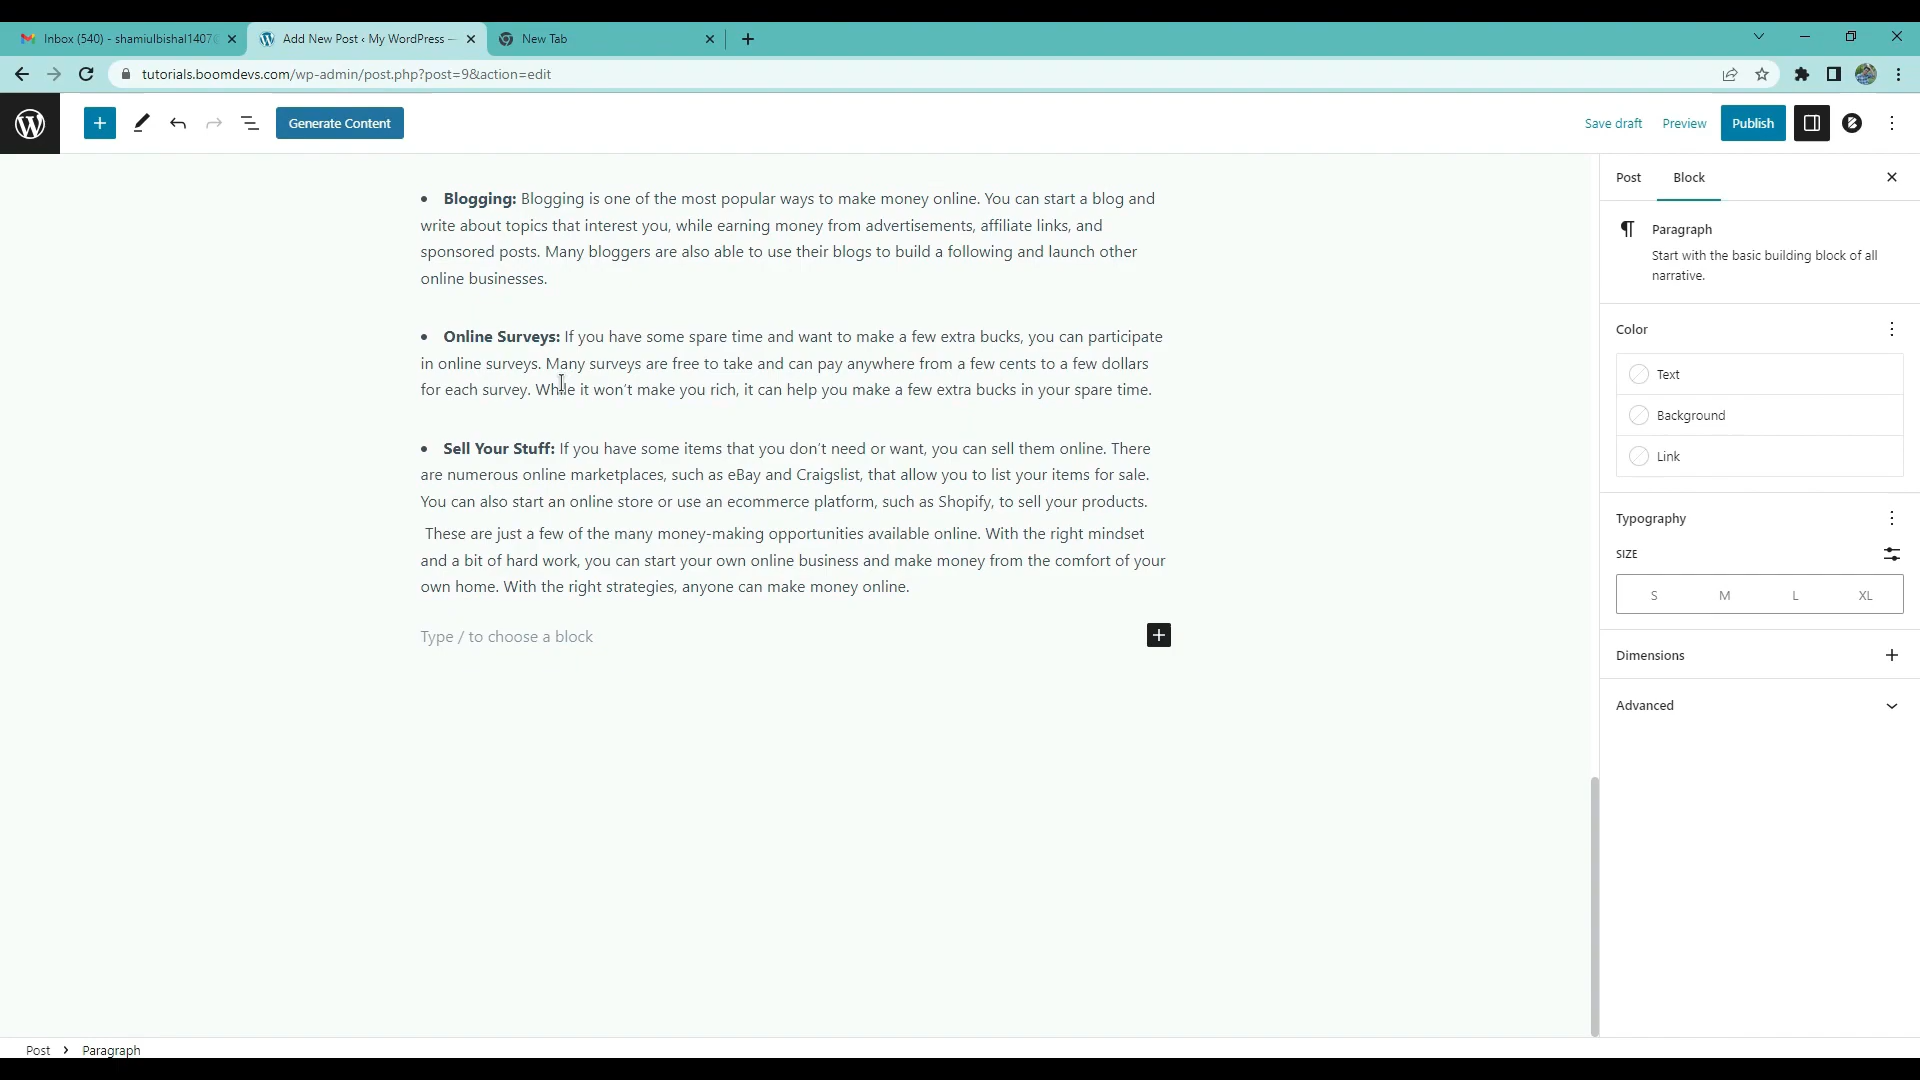 Inbox (540) - shamiulbishal1407@
Add New Post ‹ My WordPress —
New Tab
tutorials.boomdevs.com/wp-admin/post.php?post=9&action=edit
Generate Content
Save draft
Preview
Publish
• Blogging: Blogging is one of the most popular ways to make money online. You can start a blog and
write about topics that interest you, while earning money from advertisements, affiliate links, and
sponsored posts. Many bloggers are also able to use their blogs to build a following and launch other
online businesses.
• Online Surveys: If you have some spare time and want to make a few extra bucks, you can participate
in online surveys. Many surveys are free to take and can pay anywhere from a few cents to a few dollars
for each survey. While it won't make you rich, it can help you make a few extra bucks in your spare time.
• Sell Your Stuff: If you have some items that you don't need or want, you can sell them online. There
are numerous online marketplaces, such as eBay and Craigslist, that allow you to list your items for sale.
You can also start an online store or use an ecommerce platform, such as Shopify, to sell your products.
These are just a few of the many money-making opportunities available online. With the right mindset
and a bit of hard work, you can start your own online business and make money from the comfort of your
own home. With the right strategies, anyone can make money online.
Type / to choose a block
Post
Block
Paragraph
Start with the basic building block of all
narrative.
Color
Text
Background
Link
Typography
SIZE
S M L XL
Dimensions
Advanced
Post › Paragraph